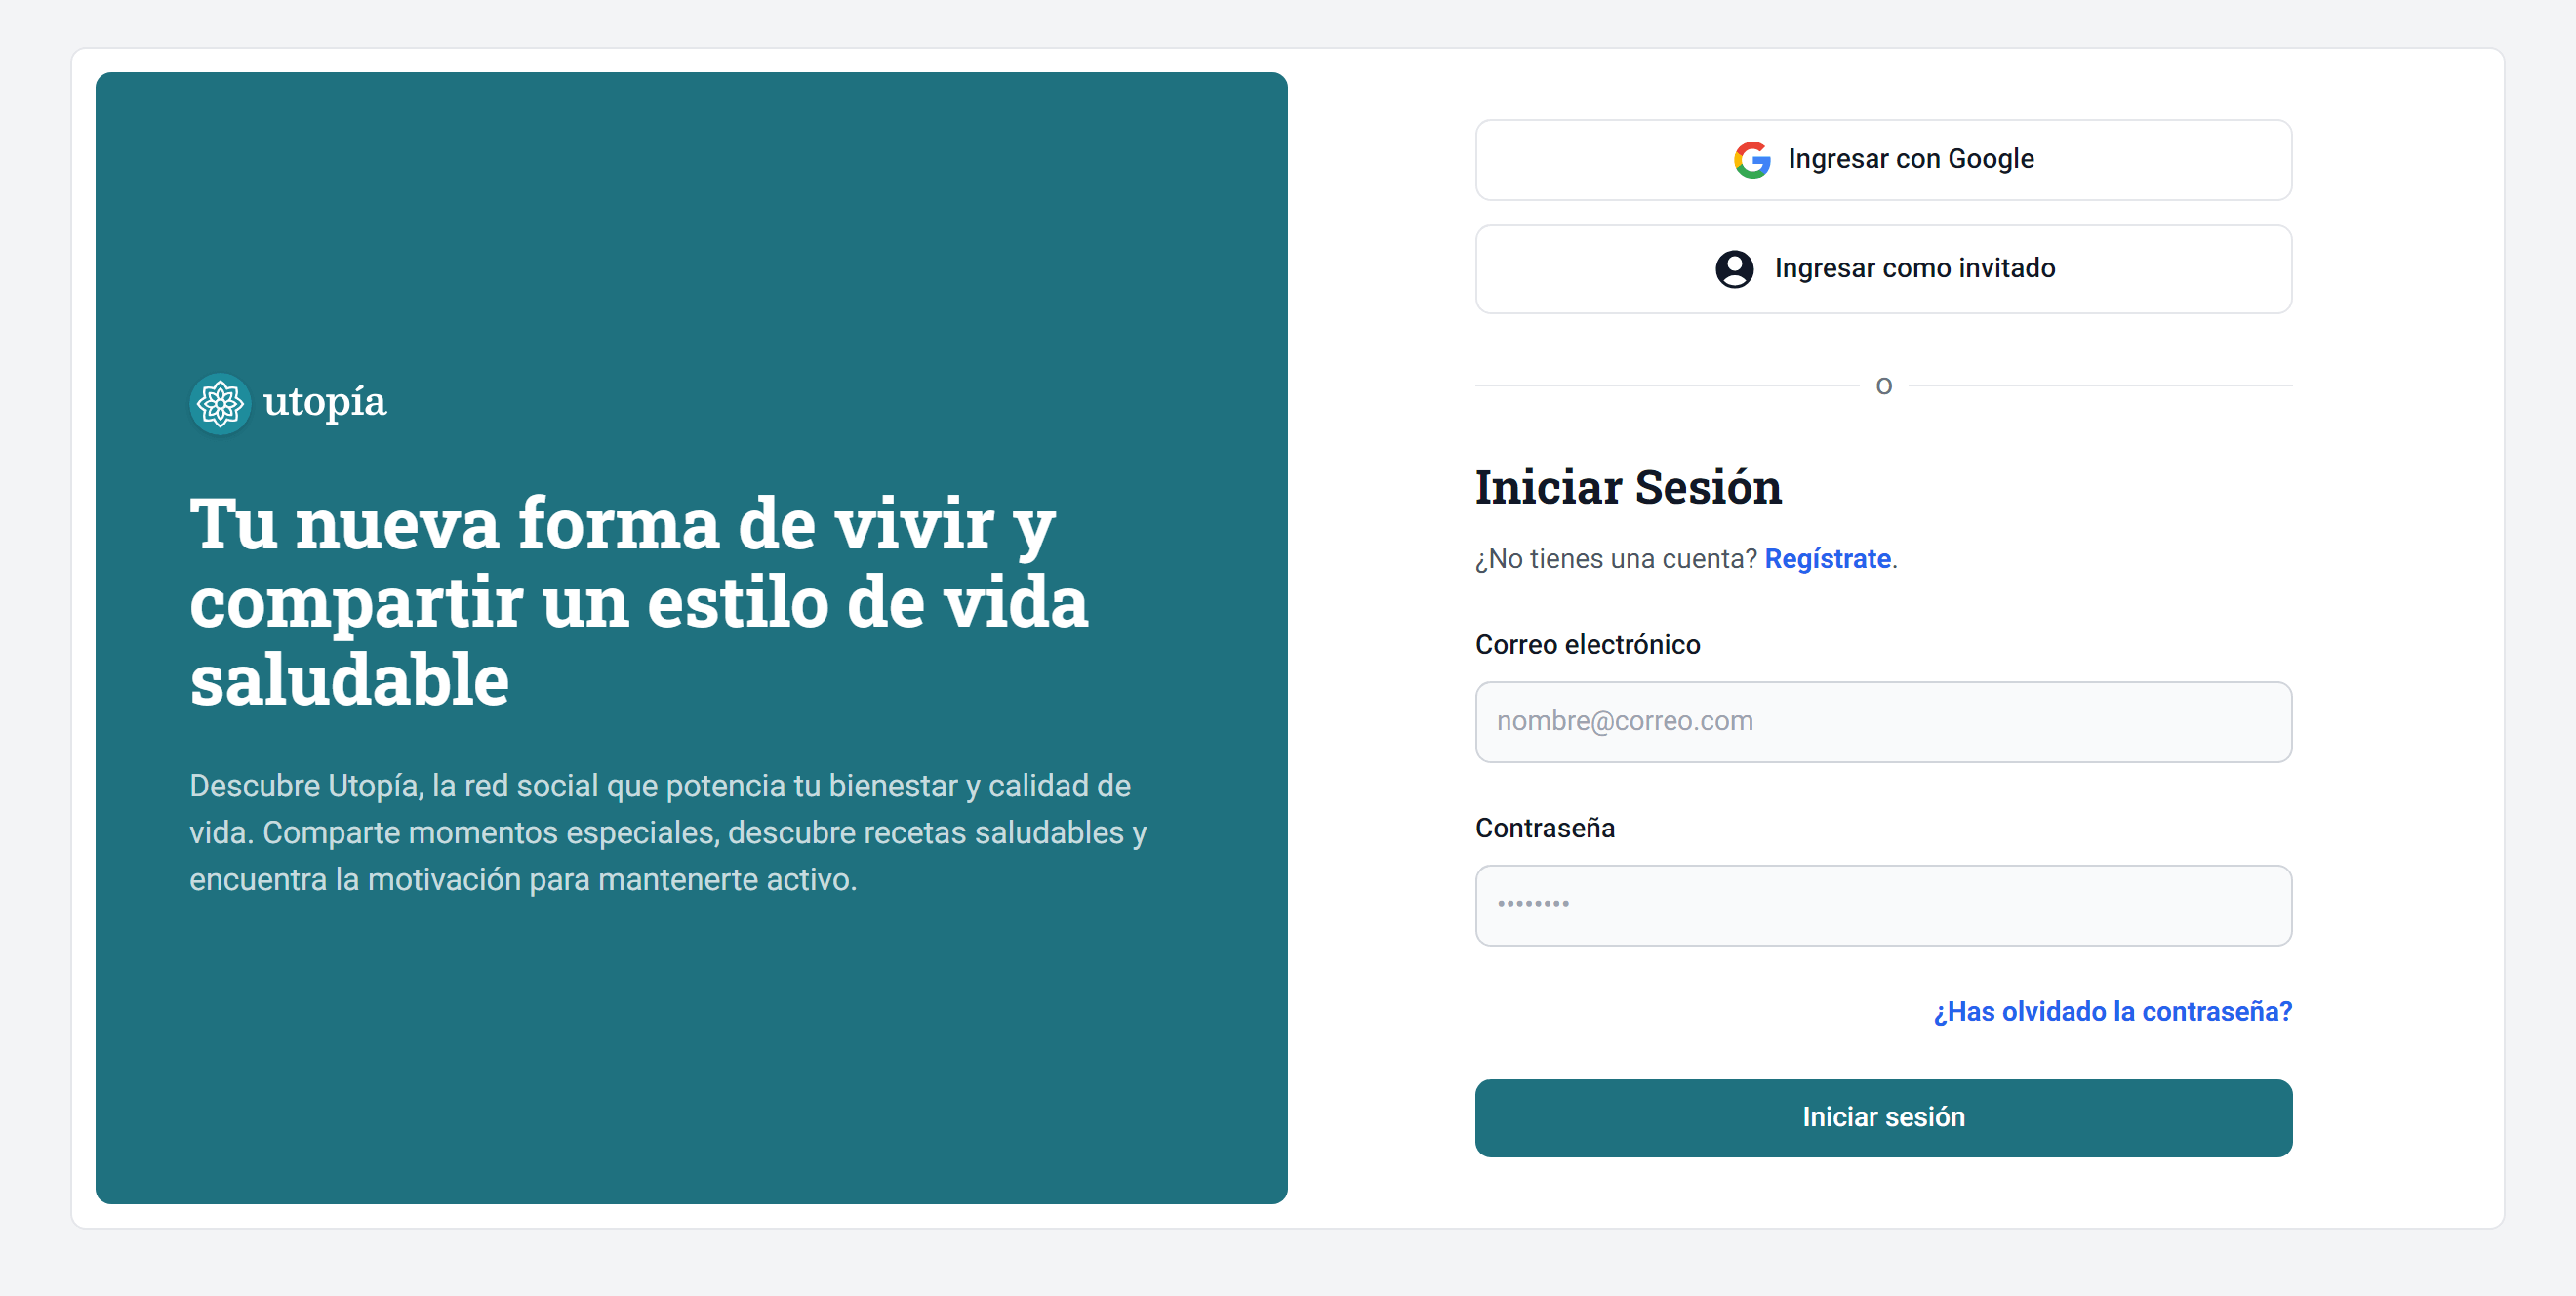 utopía
Tu nueva forma de vivir y
compartir un estilo de vida
saludable
Descubre Utopía, la red social que potencia tu bienestar y calidad de
vida. Comparte momentos especiales, descubre recetas saludables y
encuentra la motivación para mantenerte activo.
Ingresar con Google
Ingresar como invitado
O
Iniciar Sesión
¿No tienes una cuenta? Regístrate.
Correo electrónico
nombre@correo.com
Contraseña
••••••••
¿Has olvidado la contraseña?
Iniciar sesión